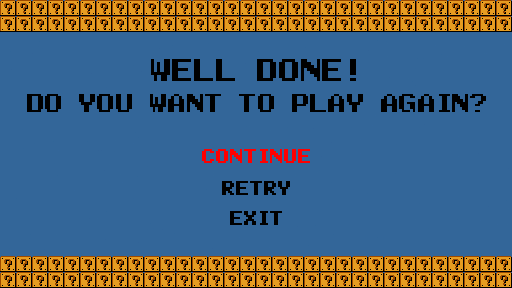 WELL DONE!
DO YOU WANT TO PLAY AGAIN?
CONTINUE
RETRY
EXIT